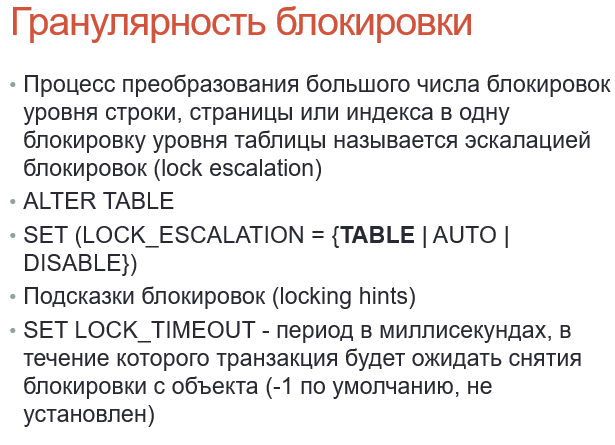 Гранулярность блокировки
• Процесс преобразования большого числа блокировок
уровня строки, страницы или индекса в одну
блокировку уровня таблицы называется эскалацией
блокировок (lock escalation)
• ALTER TABLE
• SET (LOCK_ESCALATION = {TABLE | AUTO |
DISABLE})
• Подсказки блокировок (locking hints)
• SET LOCK_TIMEOUT - период в миллисекундах, в
течение которого транзакция будет ожидать снятия
блокировки с объекта (-1 по умолчанию, не
установлен)